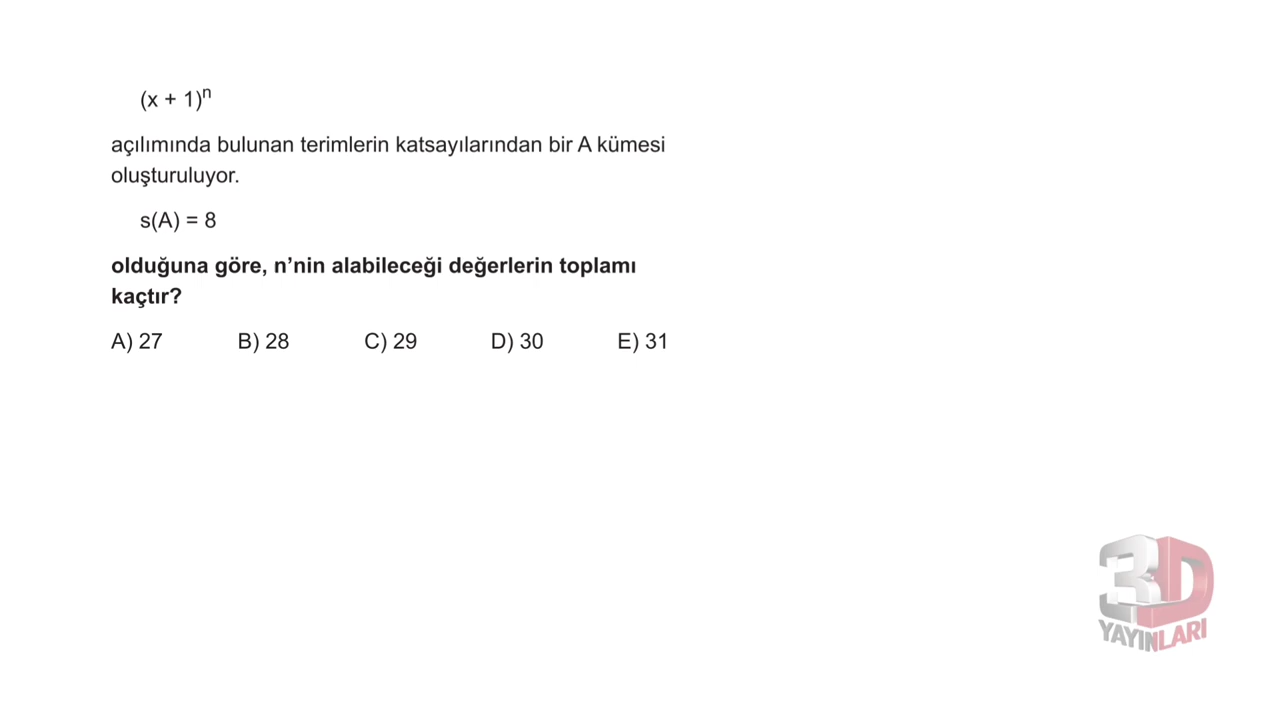 (x + 1)ⁿ
açılımında bulunan terimlerin katsayılarından bir A kümesi
oluşturuluyor.
s(A) = 8
olduğuna göre, n’nin alabileceği değerlerin toplamı
kaçtır?
A) 27 B) 28 C) 29 D) 30 E) 31
3D
YAYINLARI